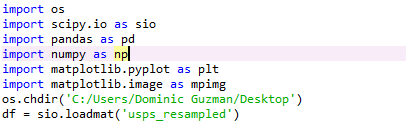 import os
import scipy.io as sio
import pandas as pd
import numpy as np
import matplotlib.pyplot as plt
import matplotlib.image as mpimg
os.chdir('C:/Users/Dominic Guzman/Desktop')
df = sio.loadmat('usps_resampled')